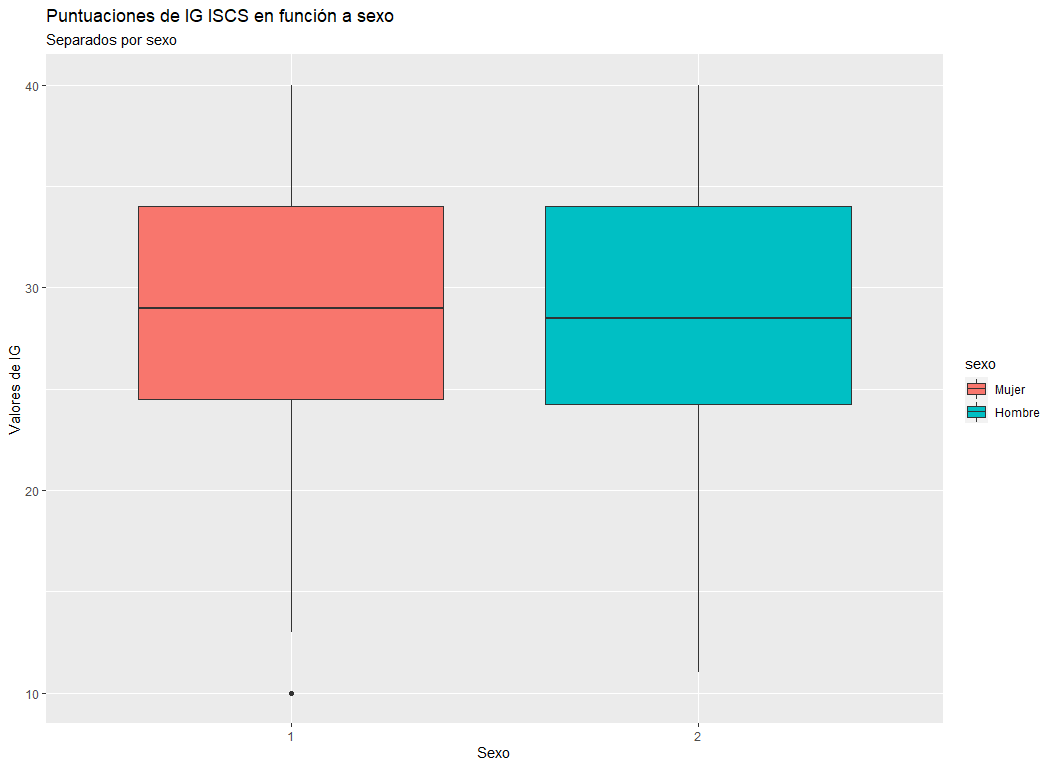 Puntuaciones de IG ISCS en función a sexo
Separados por sexo
40
30
20
10
Valores de IG
1
2
Sexo
sexo
Mujer
Hombre